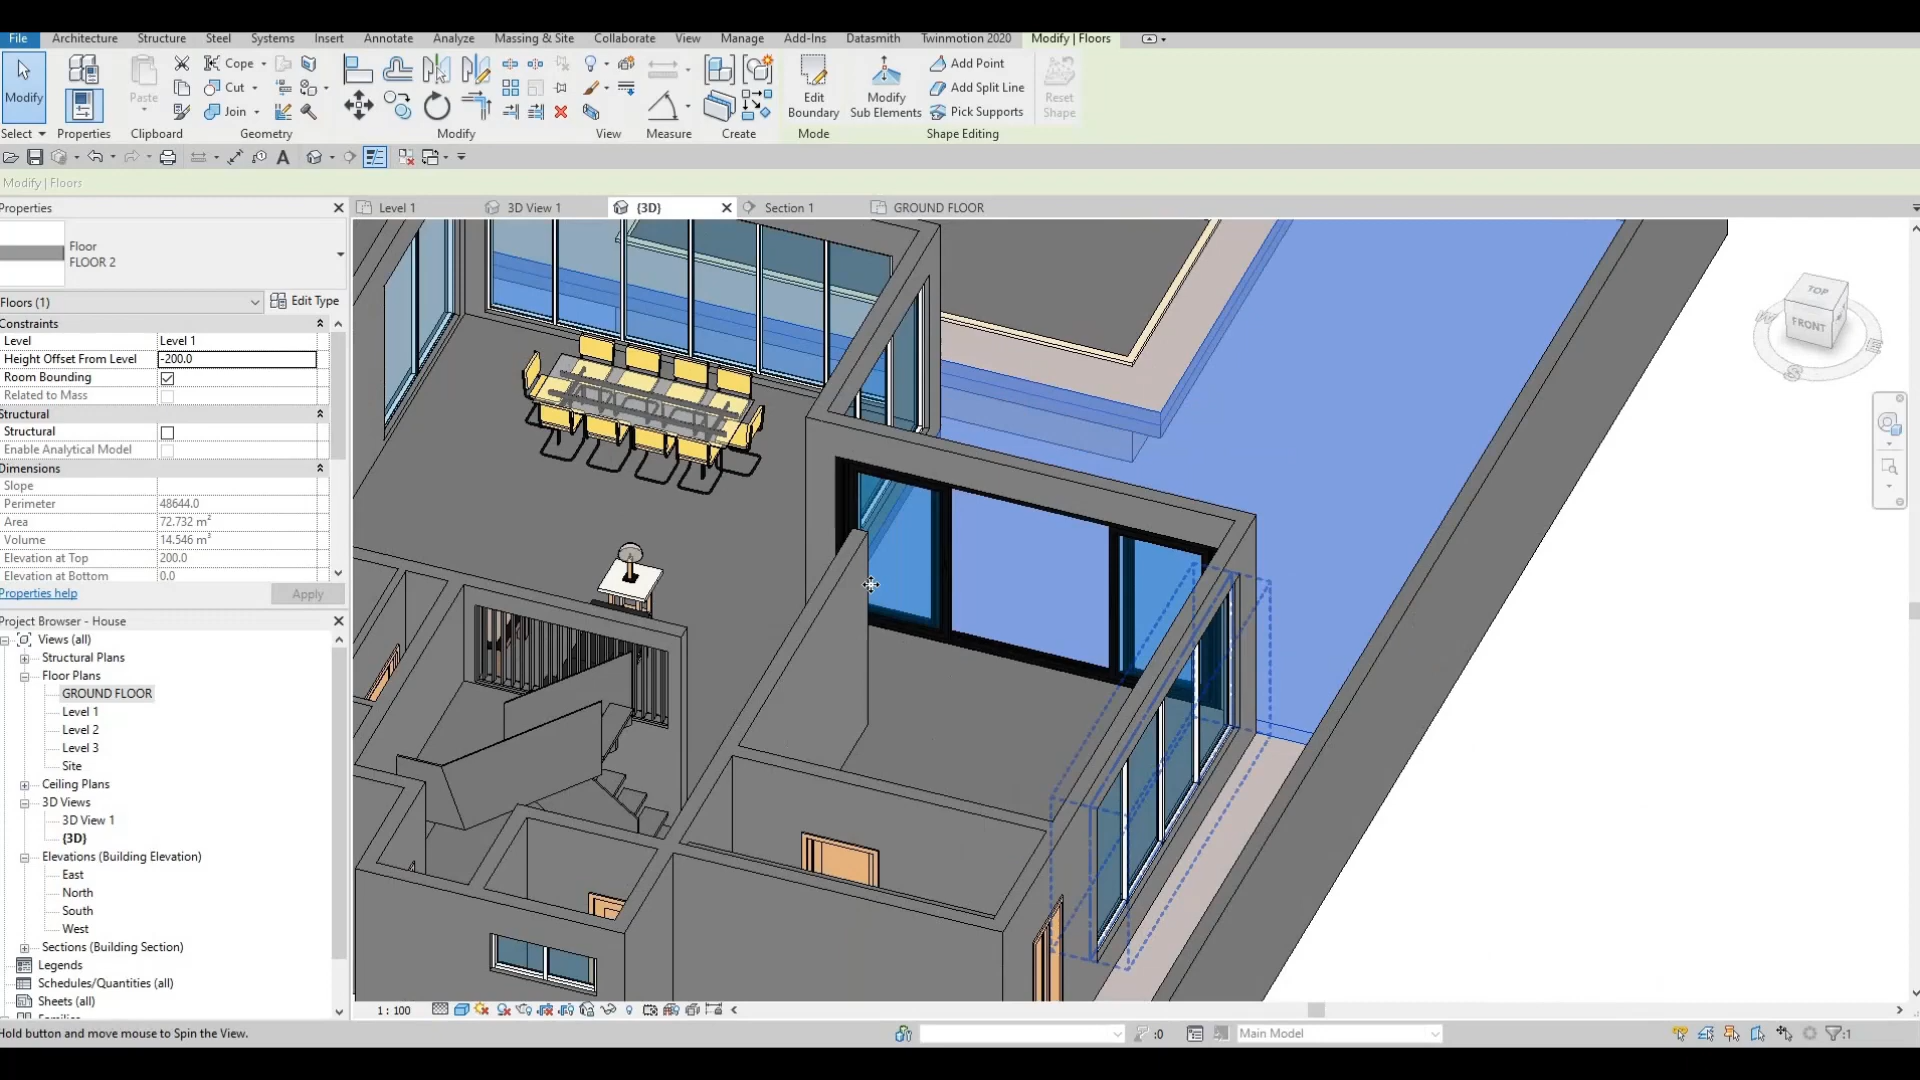 File Architecture Structure Steel Systems Insert Annotate Analyze Massing & Site Collaborate View Manage Add-Ins Datasmith Twinmotion 2020 Modify | Floors
Cope
Cut
Join
Paste
Modify
Edit Boundary
Modify Sub Elements
Add Point
Add Split Line
Pick Supports
Reset Shape
Select Properties Clipboard Geometry Modify View Measure Create Mode Shape Editing
Modify | Floors
Properties
Level 1 3D View 1 {3D} Section 1 GROUND FLOOR
Floor
FLOOR 2
Floors (1) Edit Type
Constraints
Level Level 1
Height Offset From Level -200.0
Room Bounding
Related to Mass
Structural
Structural
Enable Analytical Model
Dimensions
Slope
Perimeter 48644.0
Area 72.732 m²
Volume 14.546 m³
Elevation at Top 200.0
Elevation at Bottom 0.0
Properties help Apply
Project Browser - House
Views (all)
Structural Plans
Floor Plans
GROUND FLOOR
Level 1
Level 2
Level 3
Site
Ceiling Plans
3D Views
3D View 1
{3D}
Elevations (Building Elevation)
East
North
South
West
Sections (Building Section)
Legends
Schedules/Quantities (all)
Sheets (all)
TOP
FRONT
W
S
E
1 : 100
Hold button and move mouse to Spin the View.
:0
Main Model
:1